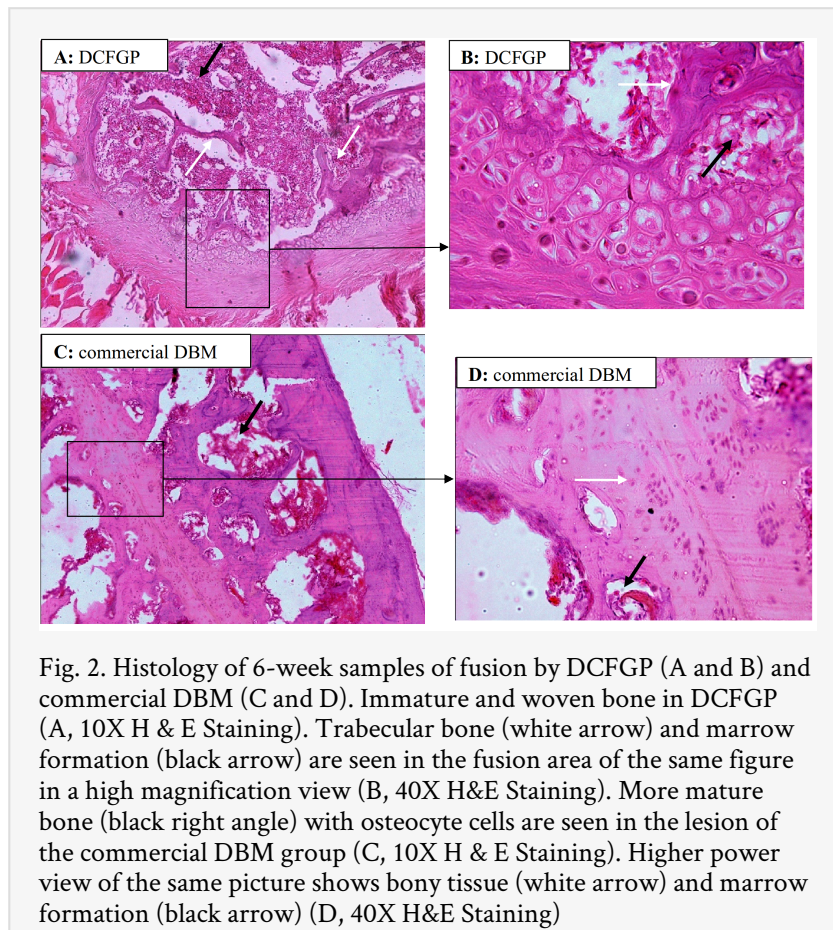 A: DCFGP
B: DCFGP
C: commercial DBM
D: commercial DBM
Fig. 2. Histology of 6-week samples of fusion by DCFGP (A and B) and
commercial DBM (C and D). Immature and woven bone in DCFGP
(A, 10X H & E Staining). Trabecular bone (white arrow) and marrow
formation (black arrow) are seen in the fusion area of the same figure
in a high magnification view (B, 40X H&E Staining). More mature
bone (black right angle) with osteocyte cells are seen in the lesion of
the commercial DBM group (C, 10X H & E Staining). Higher power
view of the same picture shows bony tissue (white arrow) and marrow
formation (black arrow) (D, 40X H&E Staining)